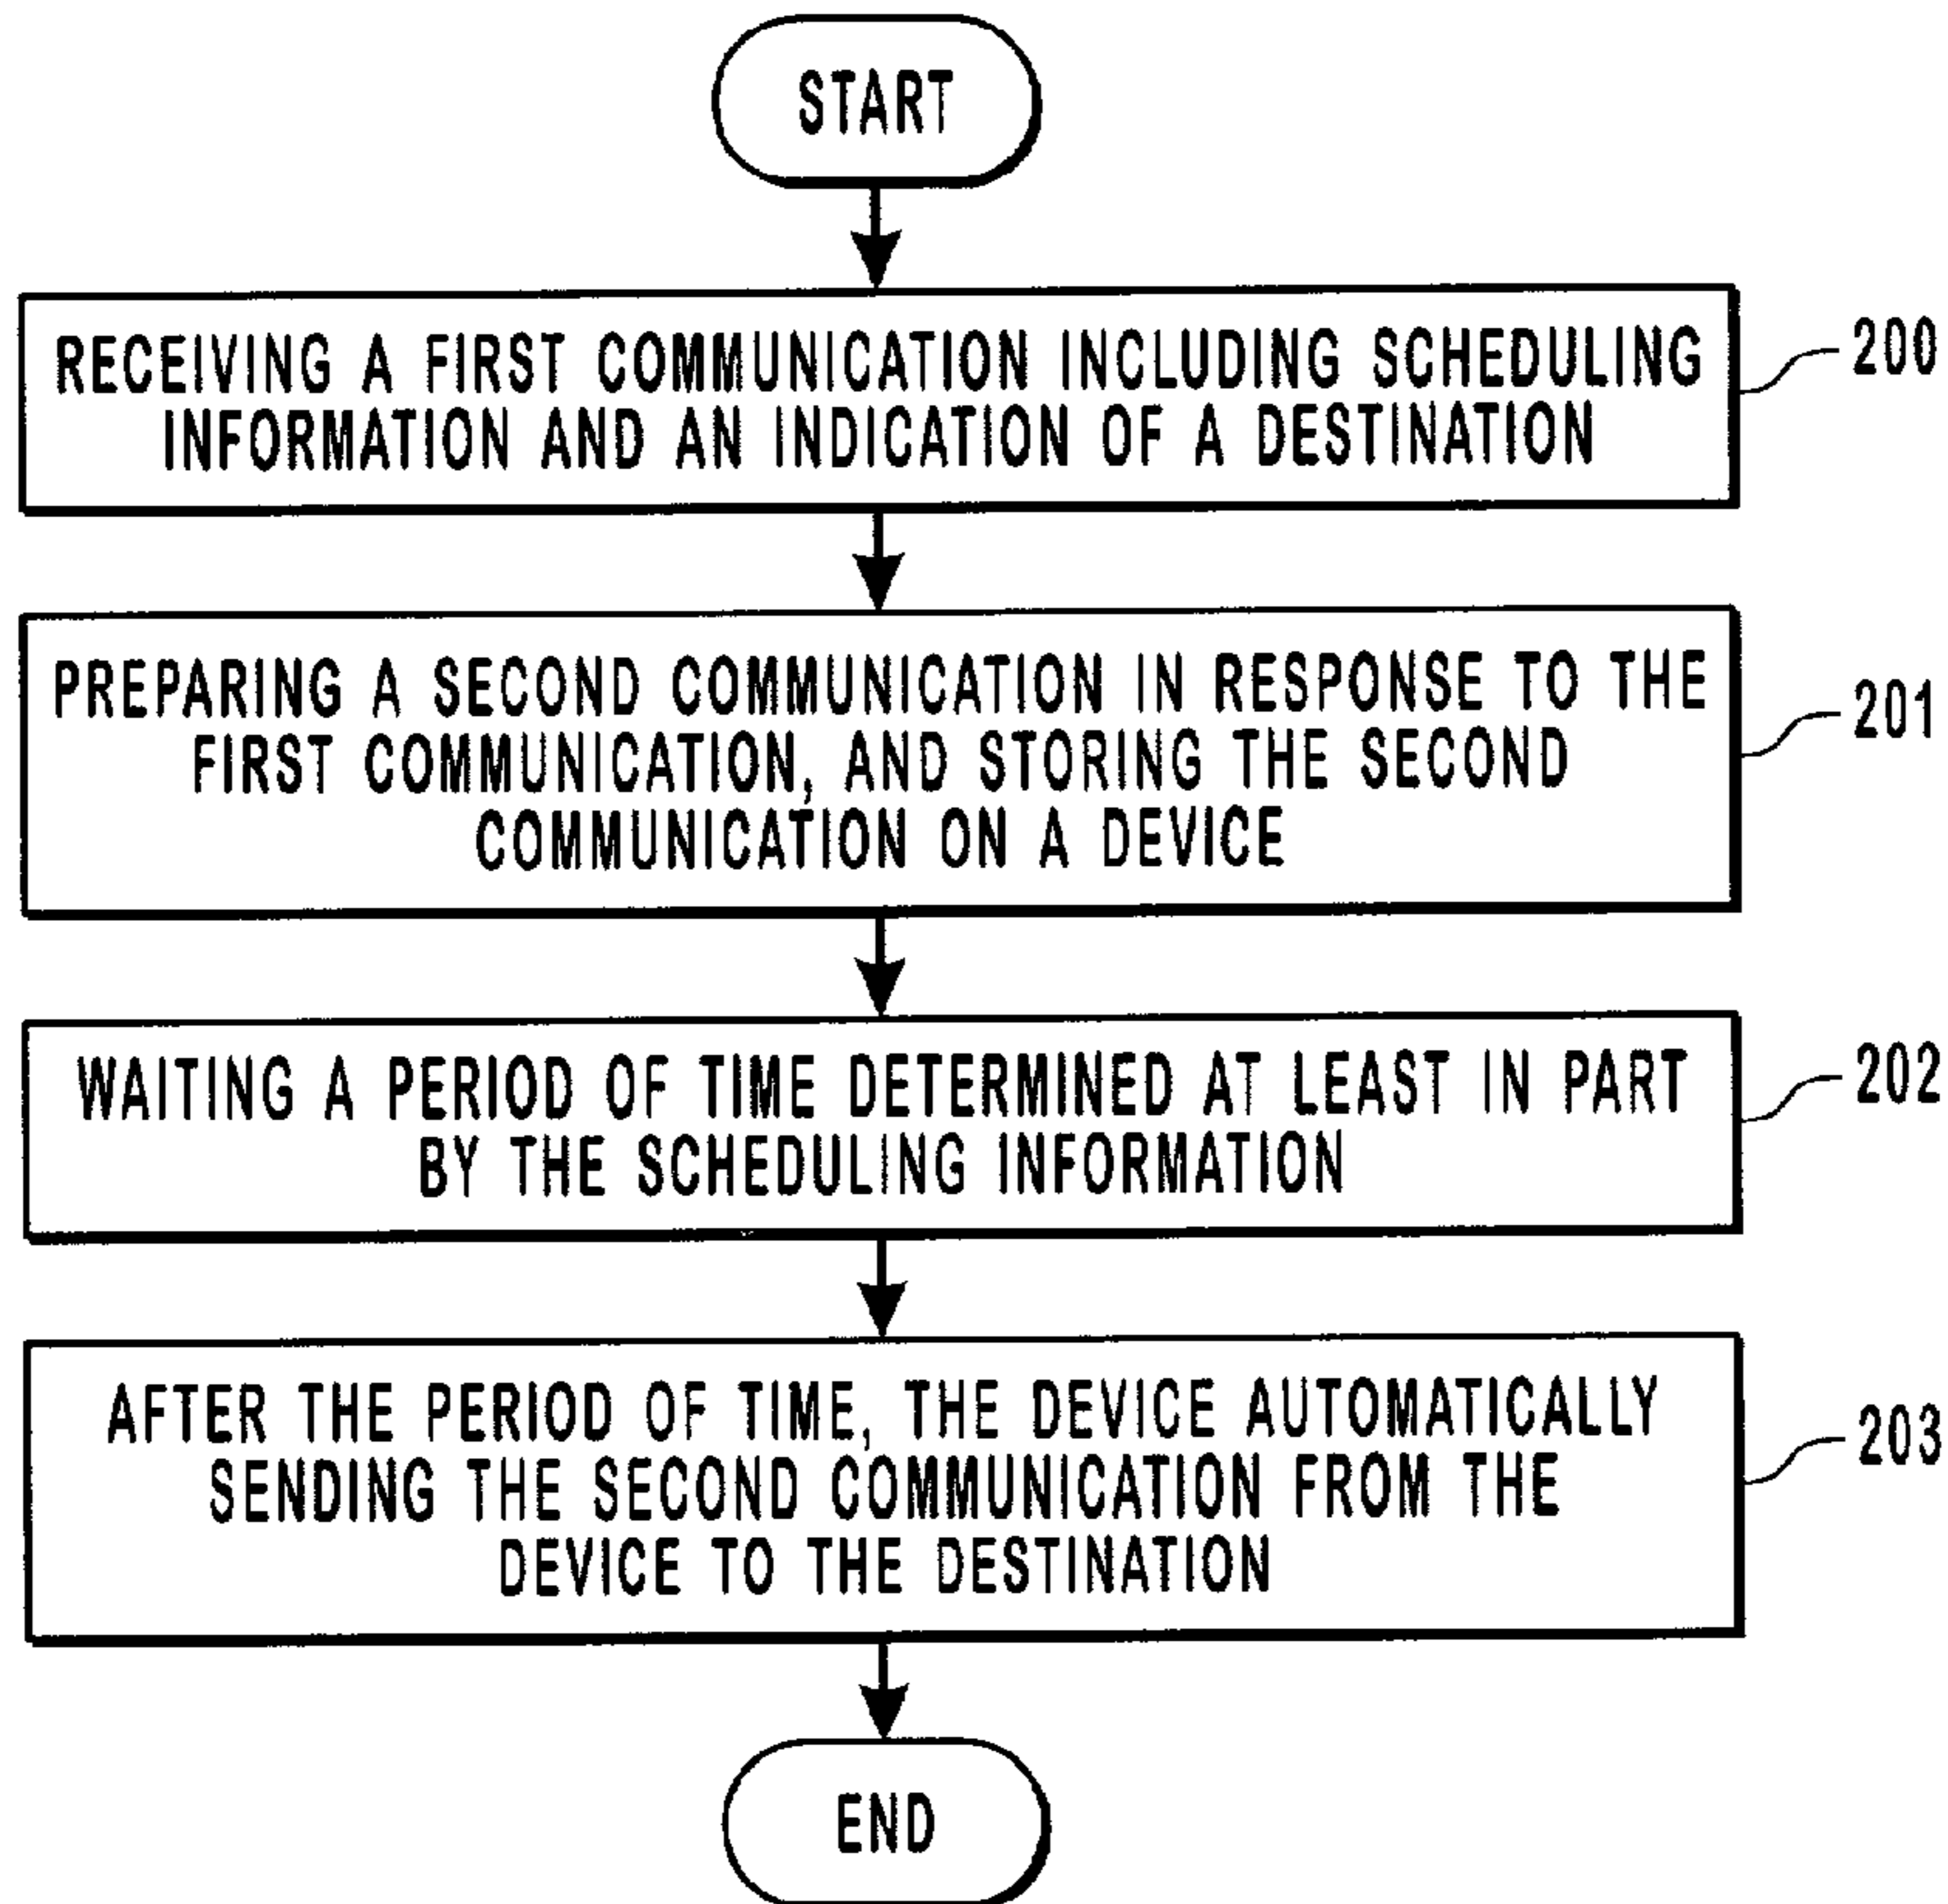 START
RECEIVING A FIRST COMMUNICATION INCLUDING SCHEDULING
INFORMATION AND AN INDICATION OF A DESTINATION
200
PREPARING A SECOND COMMUNICATION IN RESPONSE TO THE
FIRST COMMUNICATION, AND STORING THE SECOND
COMMUNICATION ON A DEVICE
201
WAITING A PERIOD OF TIME DETERMINED AT LEAST IN PART
BY THE SCHEDULING INFORMATION
202
AFTER THE PERIOD OF TIME, THE DEVICE AUTOMATICALLY
SENDING THE SECOND COMMUNICATION FROM THE
DEVICE TO THE DESTINATION
203
END